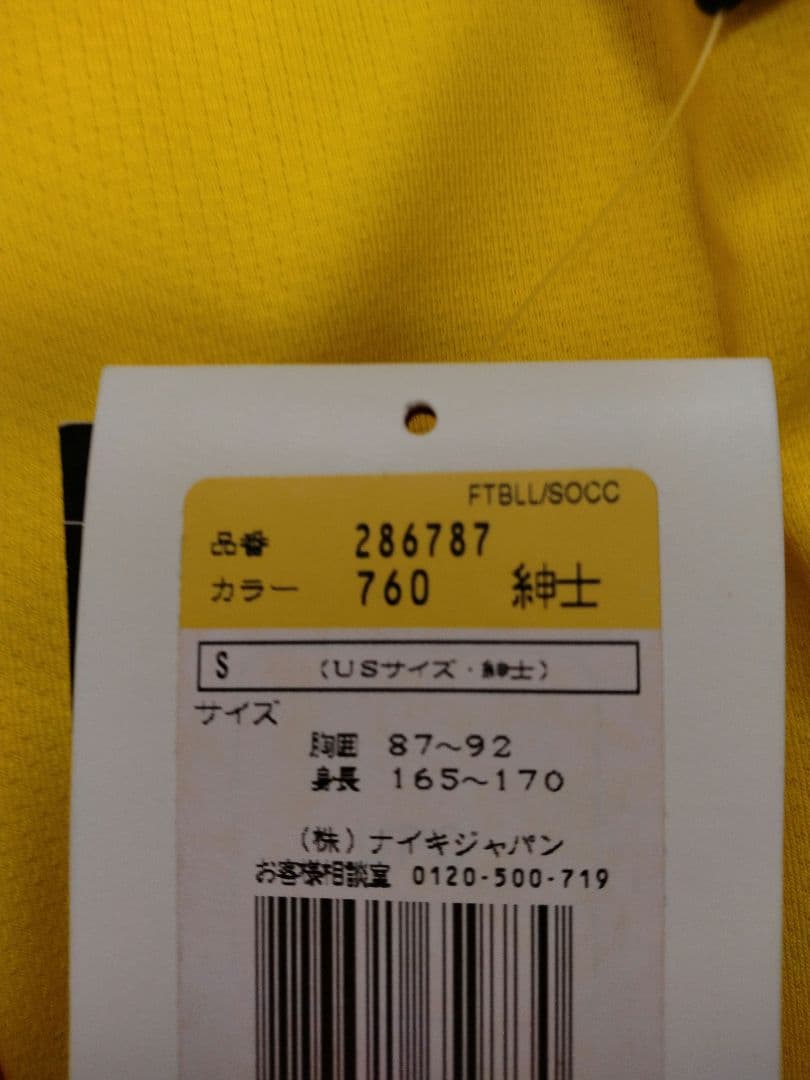 FTBLL/SOCC
品番 286787
カラー 760 紳士
S (USサイズ・紳士)
サイズ
胸囲 87～92
身長 165～170
(株)ナイキジャパン
お客様相談室 0120-500-719